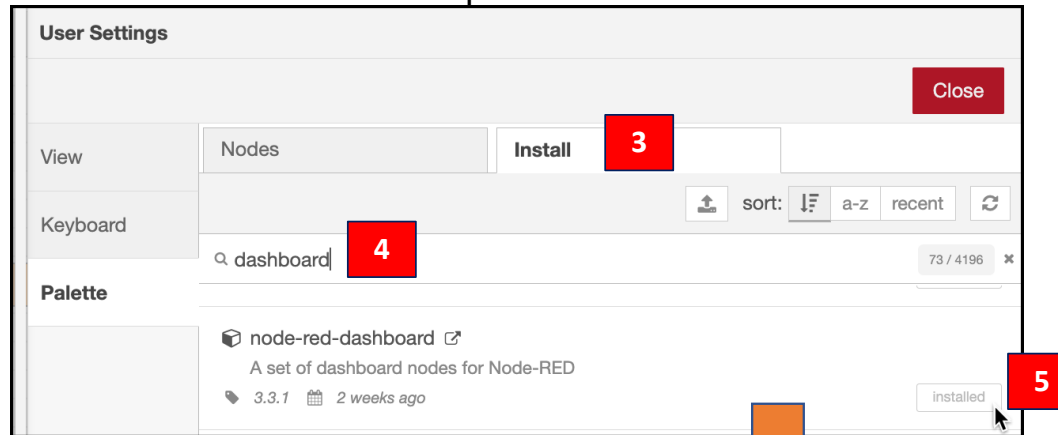 User Settings
Close
View
Keyboard
Palette
Nodes
Install
3
sort:
a-z
recent
dashboard
4
73 / 4196
node-red-dashboard
A set of dashboard nodes for Node-RED
3.3.1
2 weeks ago
installed
5